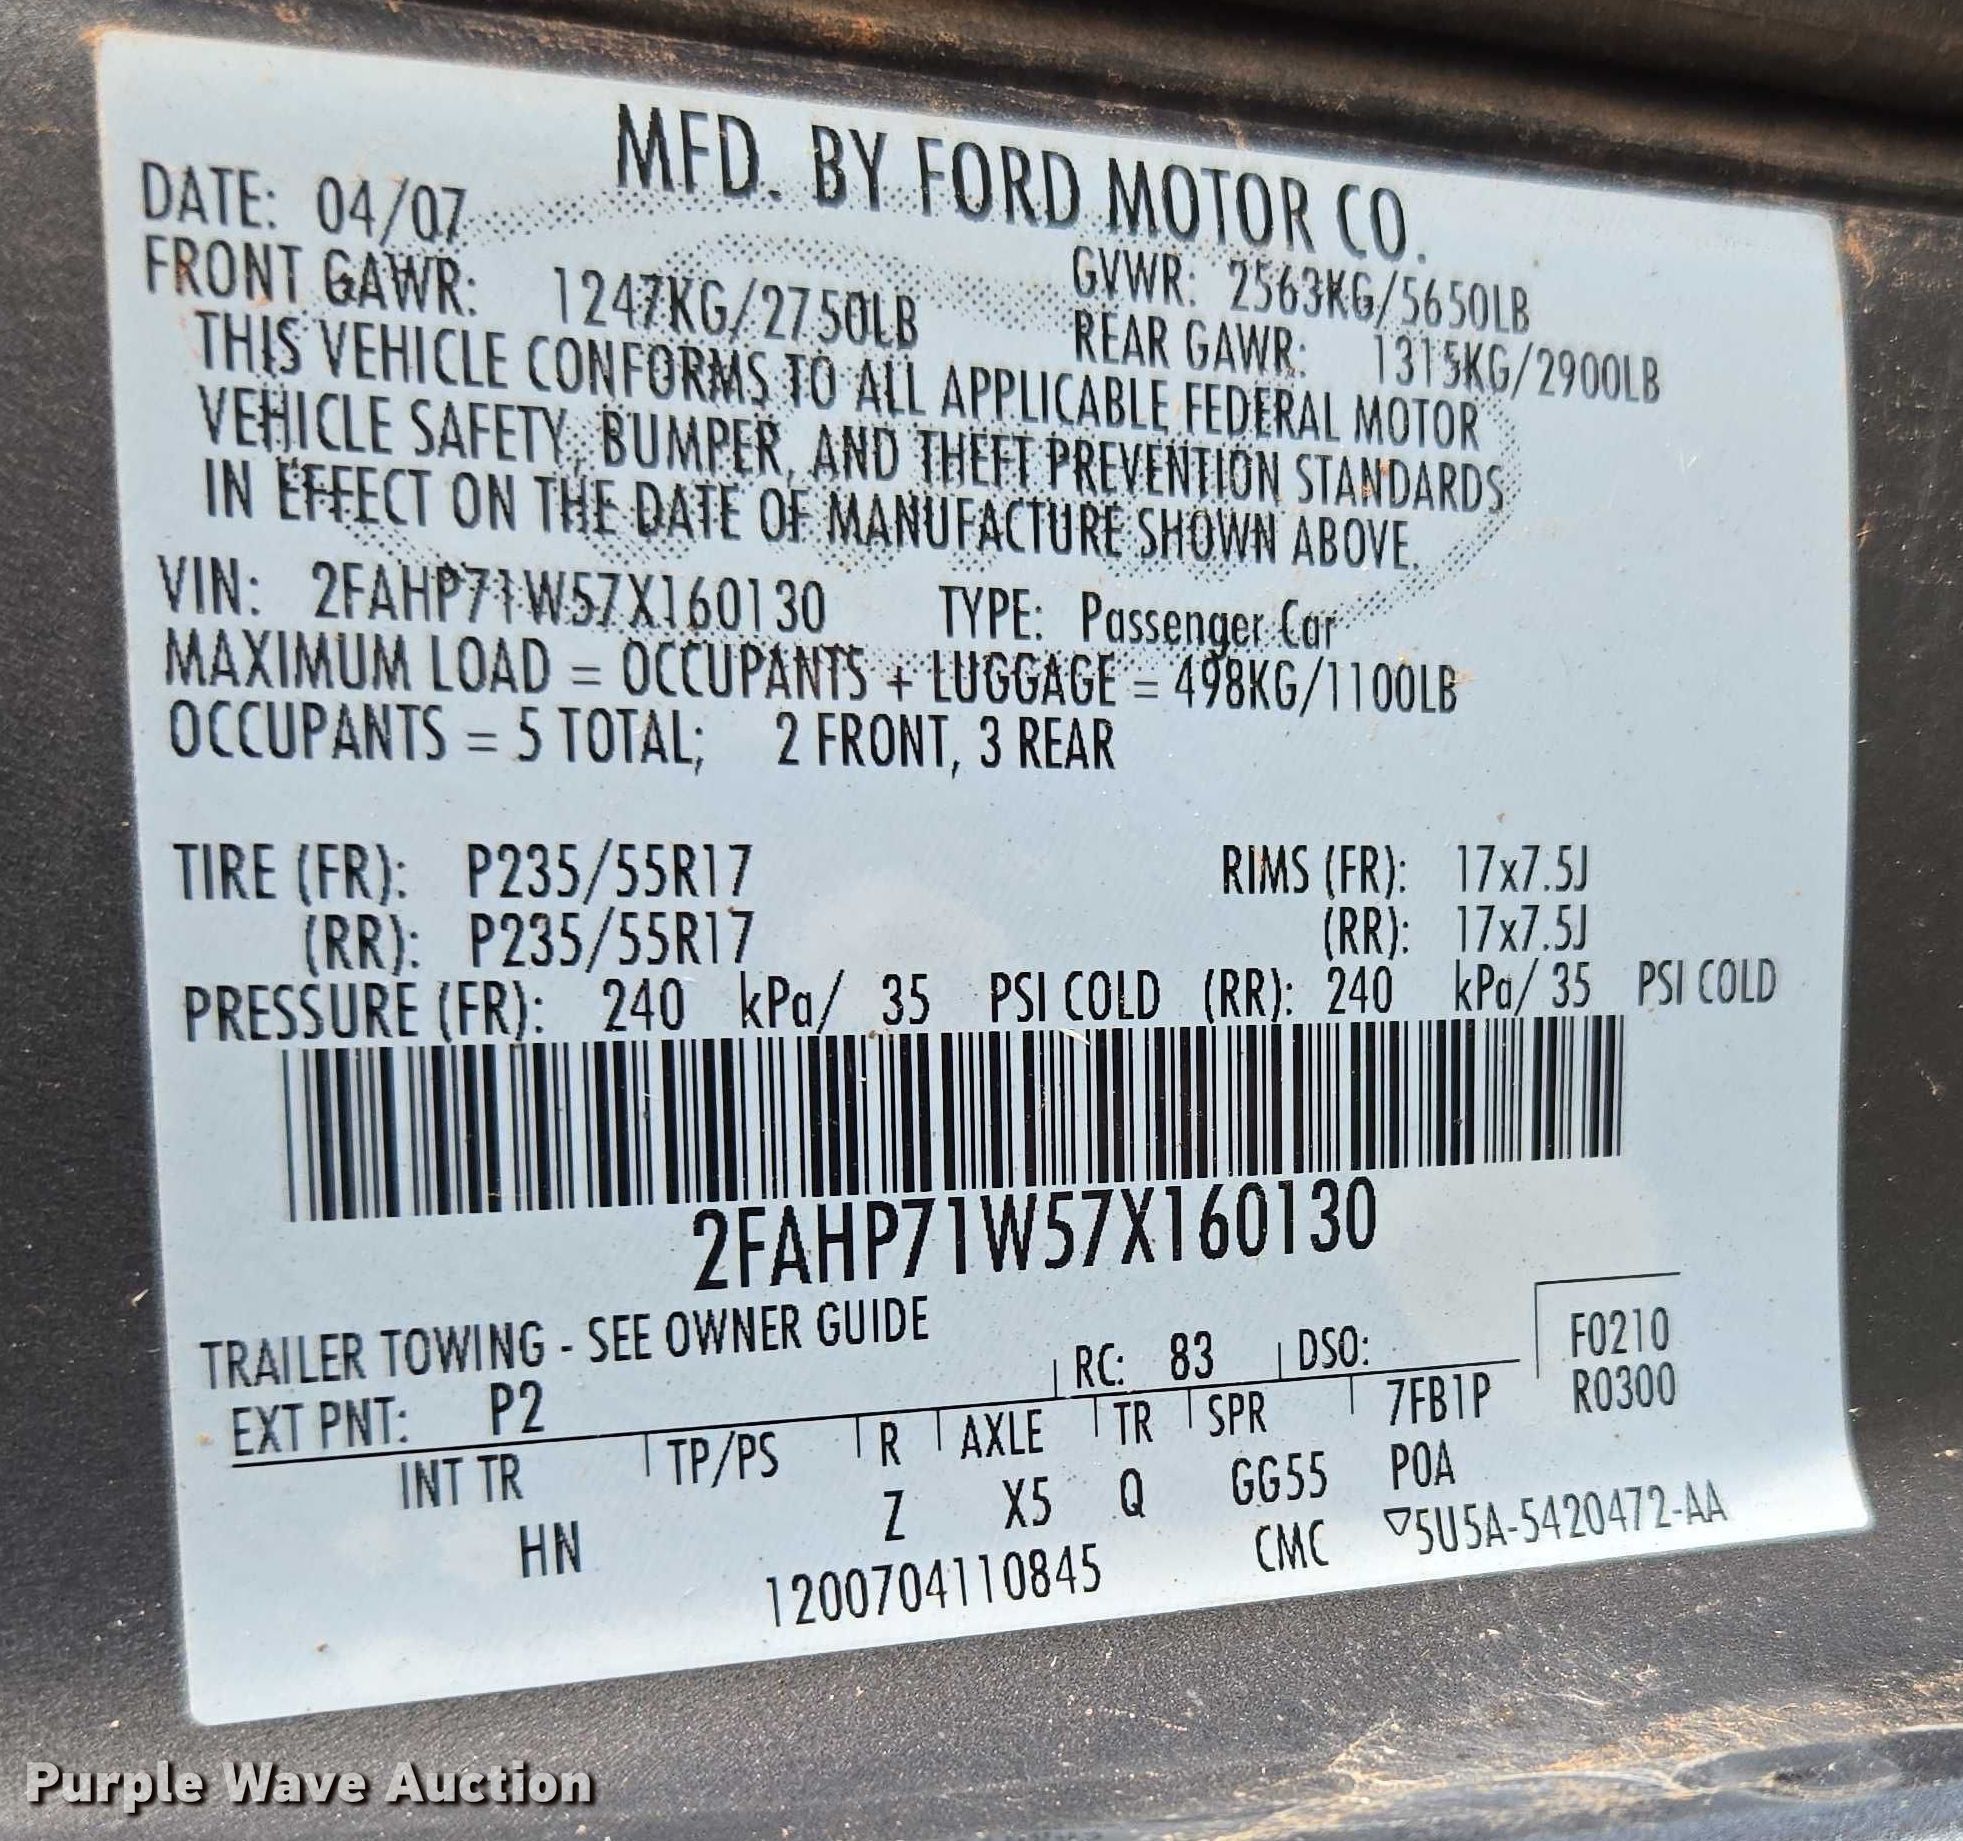 MFD. BY FORD MOTOR CO.
DATE: 04/07
GVWR: 2563KG/5650LB
FRONT GAWR: 1247KG/2750LB
REAR GAWR: 1315KG/2900LB
THIS VEHICLE CONFORMS TO ALL APPLICABLE FEDERAL MOTOR
VEHICLE SAFETY, BUMPER, AND THEFT PREVENTION STANDARDS
IN EFFECT ON THE DATE OF MANUFACTURE SHOWN ABOVE.
VIN: 2FAHP71W57X160130 TYPE: Passenger Car
MAXIMUM LOAD = OCCUPANTS + LUGGAGE = 498KG/1100LB
OCCUPANTS = 5 TOTAL; 2 FRONT, 3 REAR
TIRE (FR): P235/55R17 RIMS (FR): 17x7.5J
(RR): P235/55R17 (RR): 17x7.5J
PRESSURE (FR): 240 kPa/ 35 PSI COLD (RR): 240 kPa/ 35 PSI COLD
2FAHP71W57X160130
TRAILER TOWING - SEE OWNER GUIDE
EXT PNT: P2 RC: 83 DSO: F0210
R0300
INT TR TP/PS R AXLE TR SPR 7FB1P
HN Z X5 Q GG55 POA
1200704110845 CMC ▽5U5A-5420472-AA
Purple Wave Auction